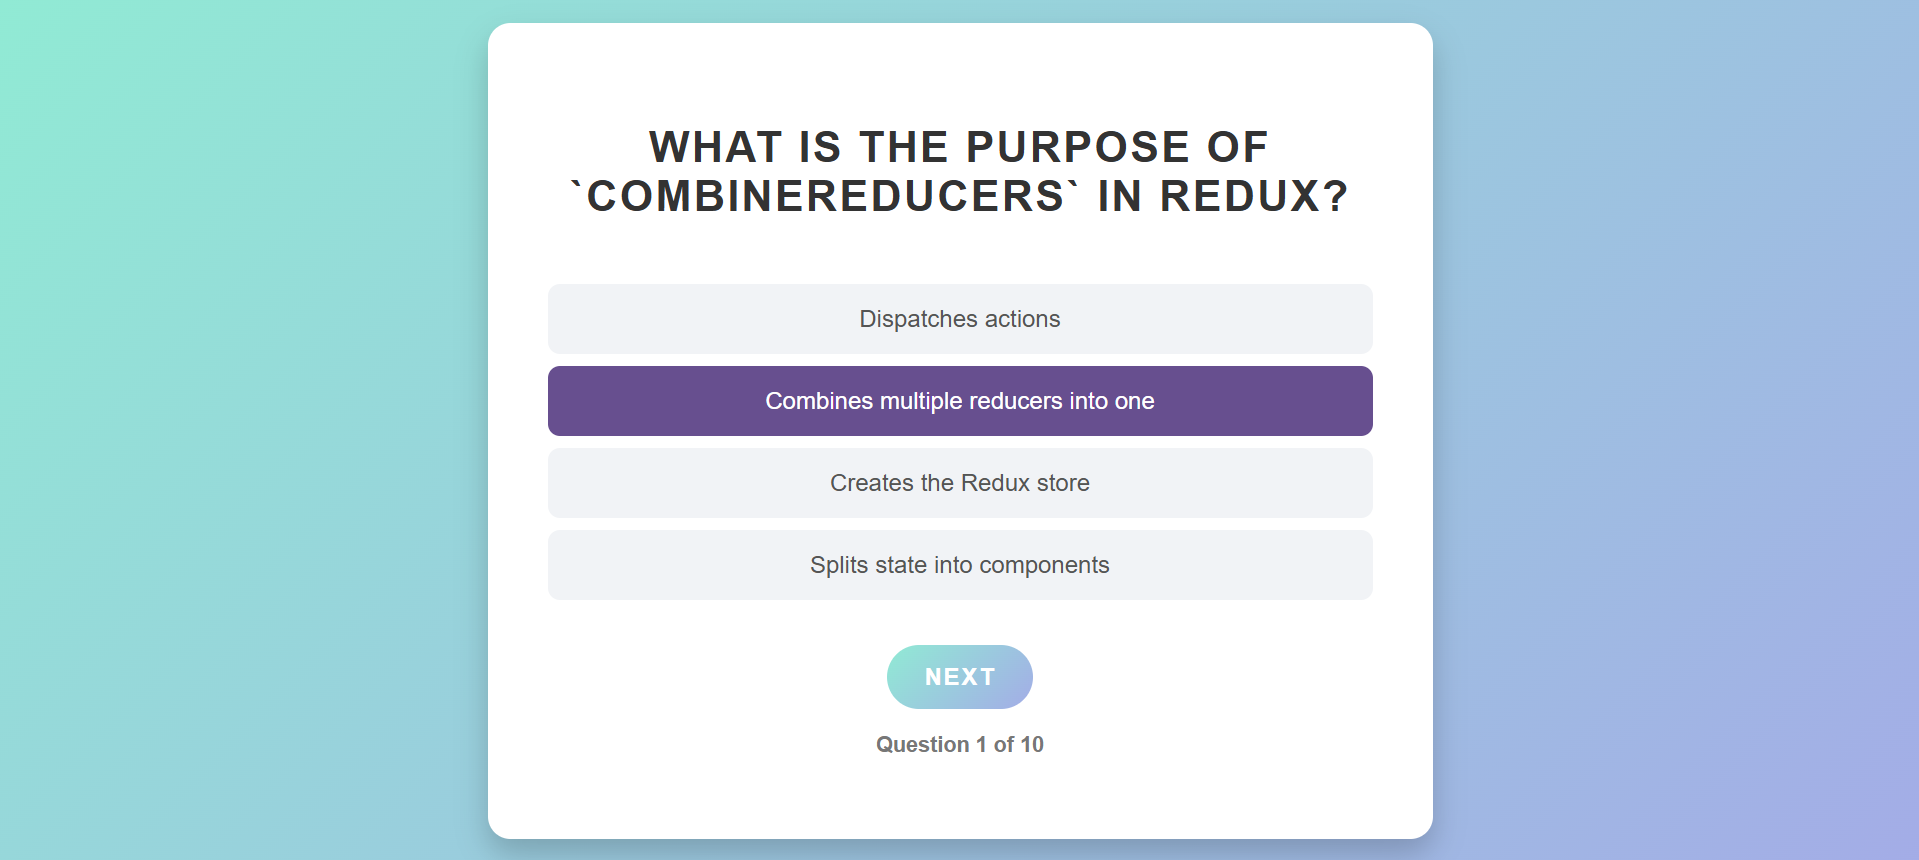 WHAT IS THE PURPOSE OF
`COMBINEREDUCERS` IN REDUX?
Dispatches actions
Combines multiple reducers into one
Creates the Redux store
Splits state into components
NEXT
Question 1 of 10